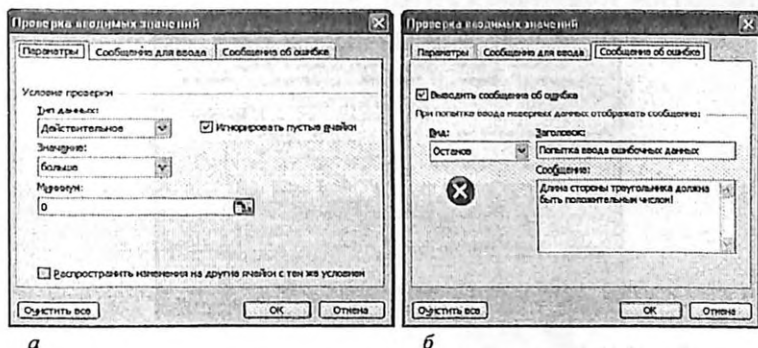 Проверка вводимых значений
Параметры Сообщение для ввода Сообщение об ошибке
Условие проверки
Тип данных:
Действительное Игнорировать пустые ячейки
Значение:
больше
Минимум:
0
Распространить изменения на другие ячейки с тем же условием
Очистить все ОК Отмена
а
Проверка вводимых значений
Параметры Сообщение для ввода Сообщение об ошибке
Выводить сообщение об ошибке
При попытке ввода неверных данных отображать сообщение:
Вид: Заголовок:
Останов Попытка ввода ошибочных данных
Сообщение:
Длина стороны треугольника должна
быть положительным числом!
Очистить все ОК Отмена
б